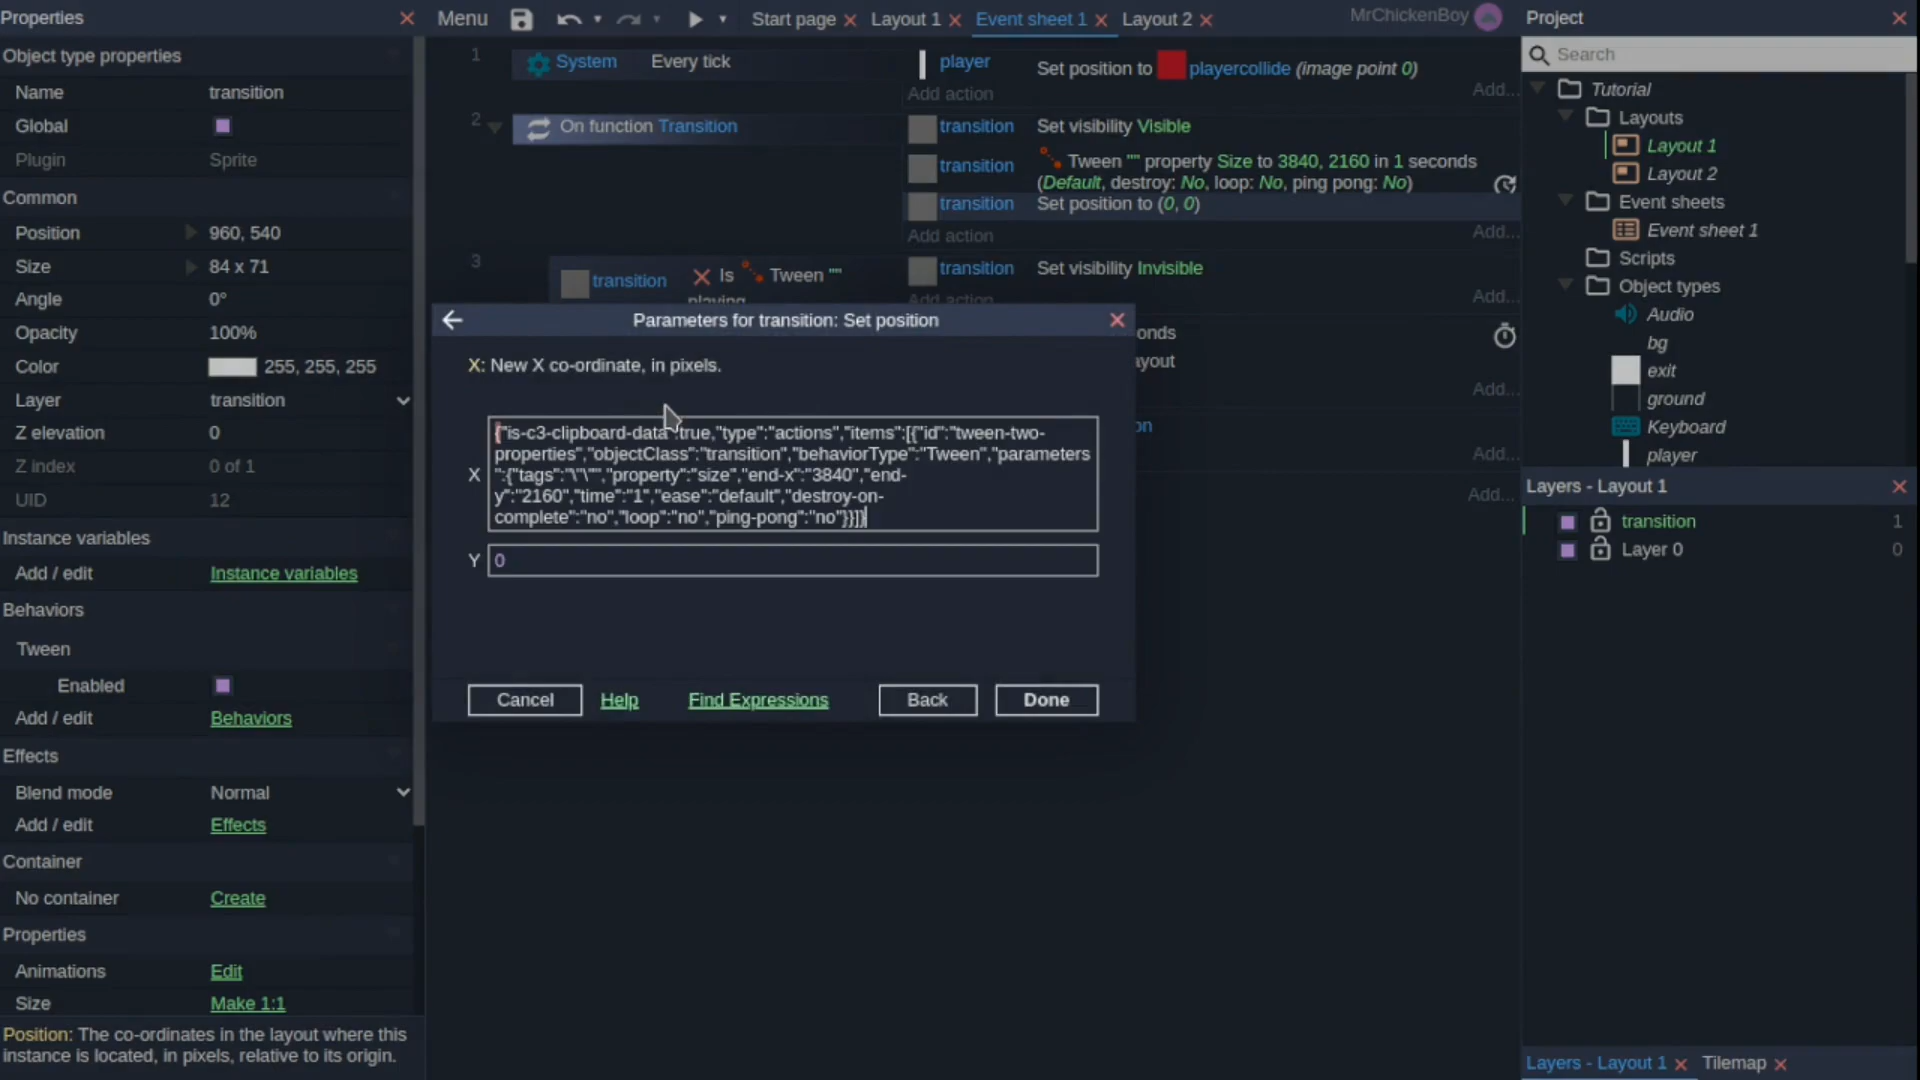 Properties
Object type properties
Name transition
Global
Plugin Sprite
Common
Position 960, 540
Size 84 x 71
Angle 0°
Opacity 100%
Color 255, 255, 255
Layer transition
Z elevation 0
Z index 0 of 1
UID 12
Instance variables
Add / edit Instance variables
Behaviors
Tween
Enabled
Add / edit Behaviors
Effects
Blend mode Normal
Add / edit Effects
Container
No container Create
Properties
Animations Edit
Size Make 1:1
Position: The co-ordinates in the layout where this
instance is located, in pixels, relative to its origin.
Menu Start page Layout 1 Event sheet 1 Layout 2 MrChickenBoy
1 System Every tick player Set position to playercollide (image point 0)
Add action Add...
2 On function Transition transition Set visibility Visible
transition Tween "" property Size to 3840, 2160 in 1 seconds
(Default, destroy: No, loop: No, ping pong: No)
transition Set position to (0, 0)
Add action Add...
3 transition Is Tween "" transition Set visibility Invisible
playing Add action Add...
onds
ayout
Add...
on
Add...
Add...
Parameters for transition: Set position
X: New X co-ordinate, in pixels.
X
{"is-c3-clipboard-data":true,"type":"actions","items":[{"id":"tween-two-
properties","objectClass":"transition","behaviorType":"Tween","parameters
":{"tags":"\"\"","property":"size","end-x":"3840","end-
y":"2160","time":"1","ease":"default","destroy-on-
complete":"no","loop":"no","ping-pong":"no"}}]}
Y 0
Cancel Help Find Expressions Back Done
Project
Search
Tutorial
Layouts
Layout 1
Layout 2
Event sheets
Event sheet 1
Scripts
Object types
Audio
bg
exit
ground
Keyboard
player
Layers - Layout 1
transition 1
Layer 0 0
Layers - Layout 1 Tilemap